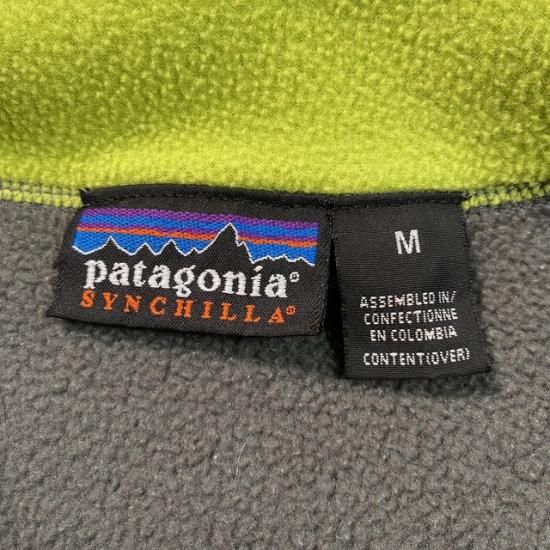 patagonia®
SYNCHILLA®
M
ASSEMBLED IN/
CONFECTIONNE
EN COLOMBIA
CONTENT(OVER)